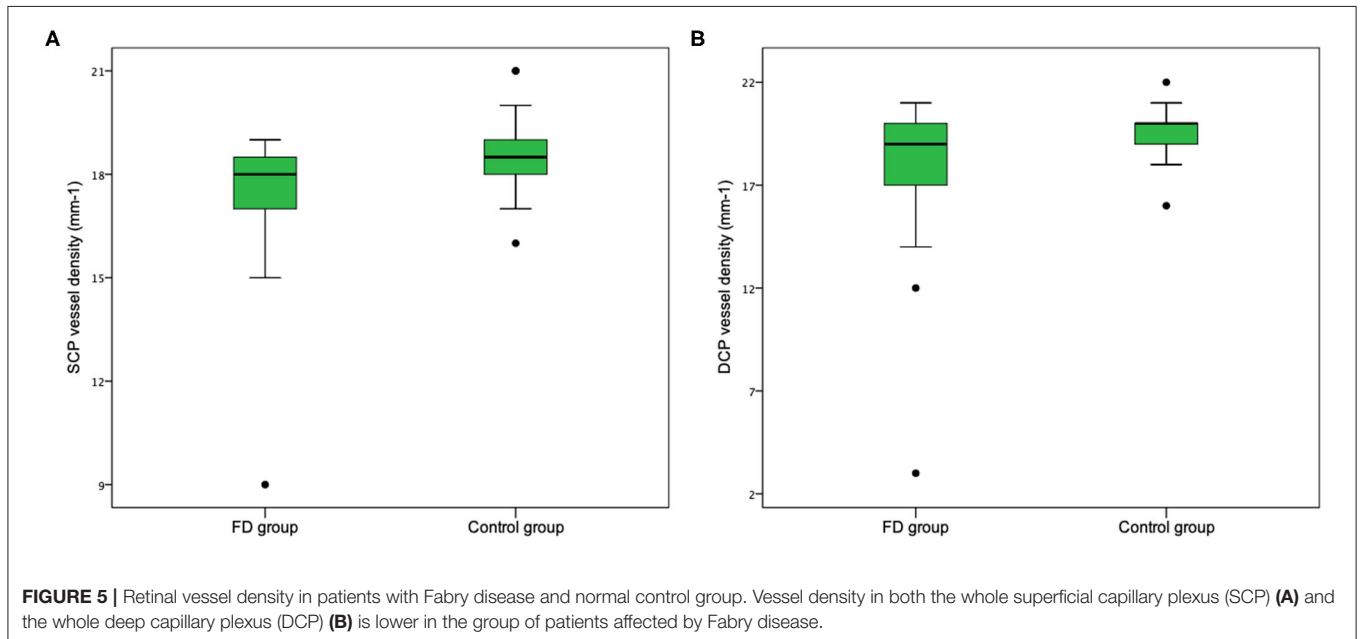 A
SCP vessel density (mm-1)
21
18
15
12
9
FD group
Control group
B
DCP vessel density (mm-1)
22
17
12
7
2
FD group
Control group
FIGURE 5 | Retinal vessel density in patients with Fabry disease and normal control group. Vessel density in both the whole superficial capillary plexus (SCP) (A) and
the whole deep capillary plexus (DCP) (B) is lower in the group of patients affected by Fabry disease.